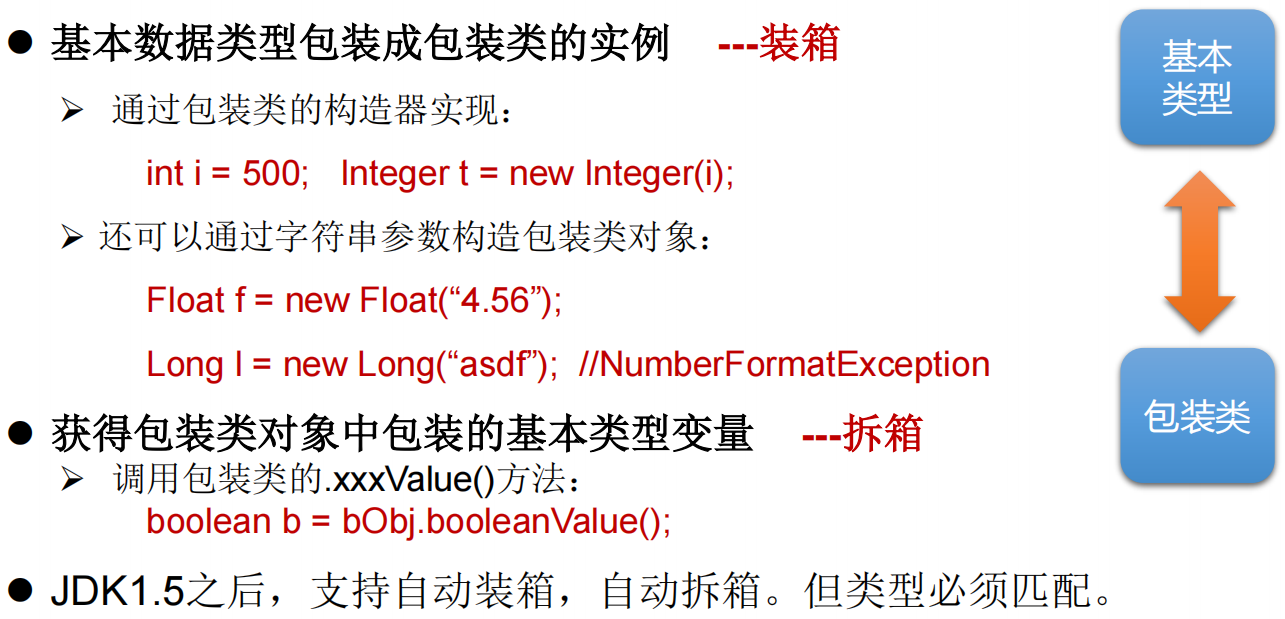 ● 基本数据类型包装成包装类的实例 ---装箱
➢ 通过包装类的构造器实现：
int i = 500; Integer t = new Integer(i);
➢ 还可以通过字符串参数构造包装类对象：
Float f = new Float(“4.56”);
Long l = new Long(“asdf”); //NumberFormatException
● 获得包装类对象中包装的基本类型变量 ---拆箱
➢ 调用包装类的.xxxValue()方法：
boolean b = bObj.booleanValue();
● JDK1.5之后，支持自动装箱，自动拆箱。但类型必须匹配。
基本
类型
包装类